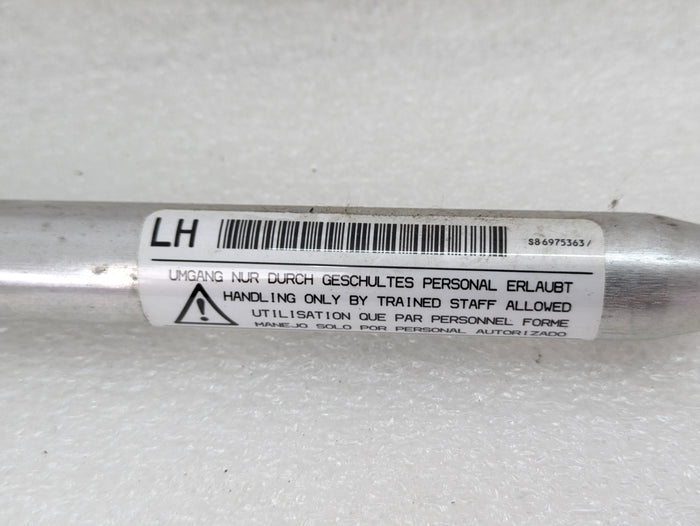 LH
S86975363/
UMGANG NUR DURCH GESCHULTES PERSONAL ERLAUBT
HANDLING ONLY BY TRAINED STAFF ALLOWED
UTILISATION QUE PAR PERSONNEL FORME
MANEJO SOLO POR PERSONAL AUTORIZADO